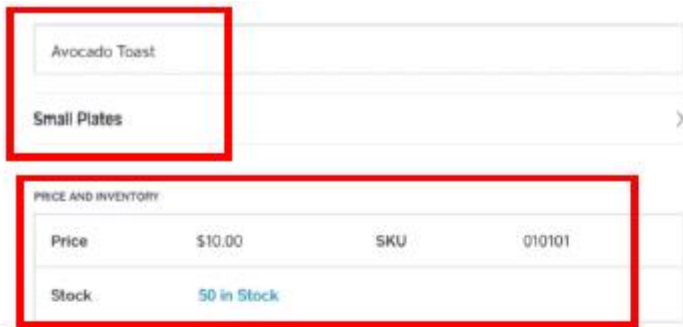 Avocado Toast
Small Plates
PRICE AND INVENTORY
Price $10.00 SKU 010101
Stock 50 in Stock